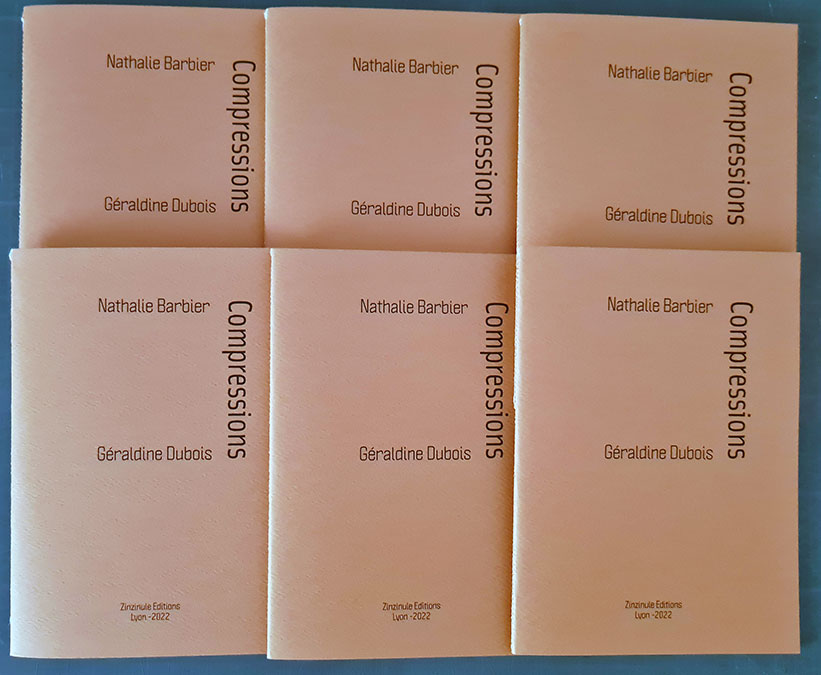 Nathalie Barbier
Compressions
Géraldine Dubois
Nathalie Barbier
Compressions
Géraldine Dubois
Nathalie Barbier
Compressions
Géraldine Dubois
Nathalie Barbier
Compressions
Géraldine Dubois
Zinzinule Editions
Lyon -2022
Nathalie Barbier
Compressions
Géraldine Dubois
Zinzinule Editions
Lyon -2022
Nathalie Barbier
Compressions
Géraldine Dubois
Zinzinule Editions
Lyon -2022